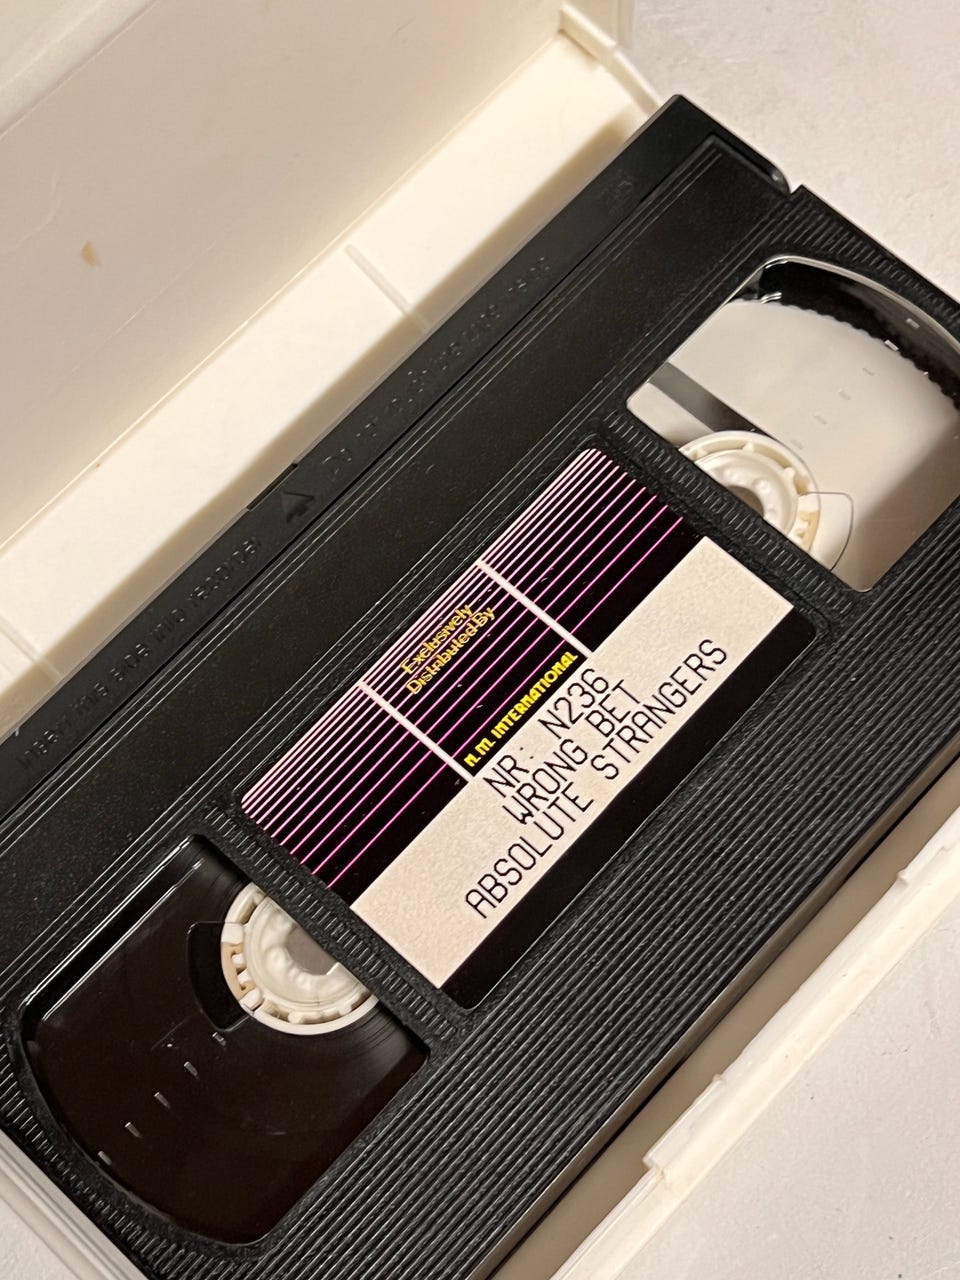 Exclusively
Distributed By
N.M. INTERNATIONAL
NR: N236
WRONG BET
ABSOLUTE STRANGERS